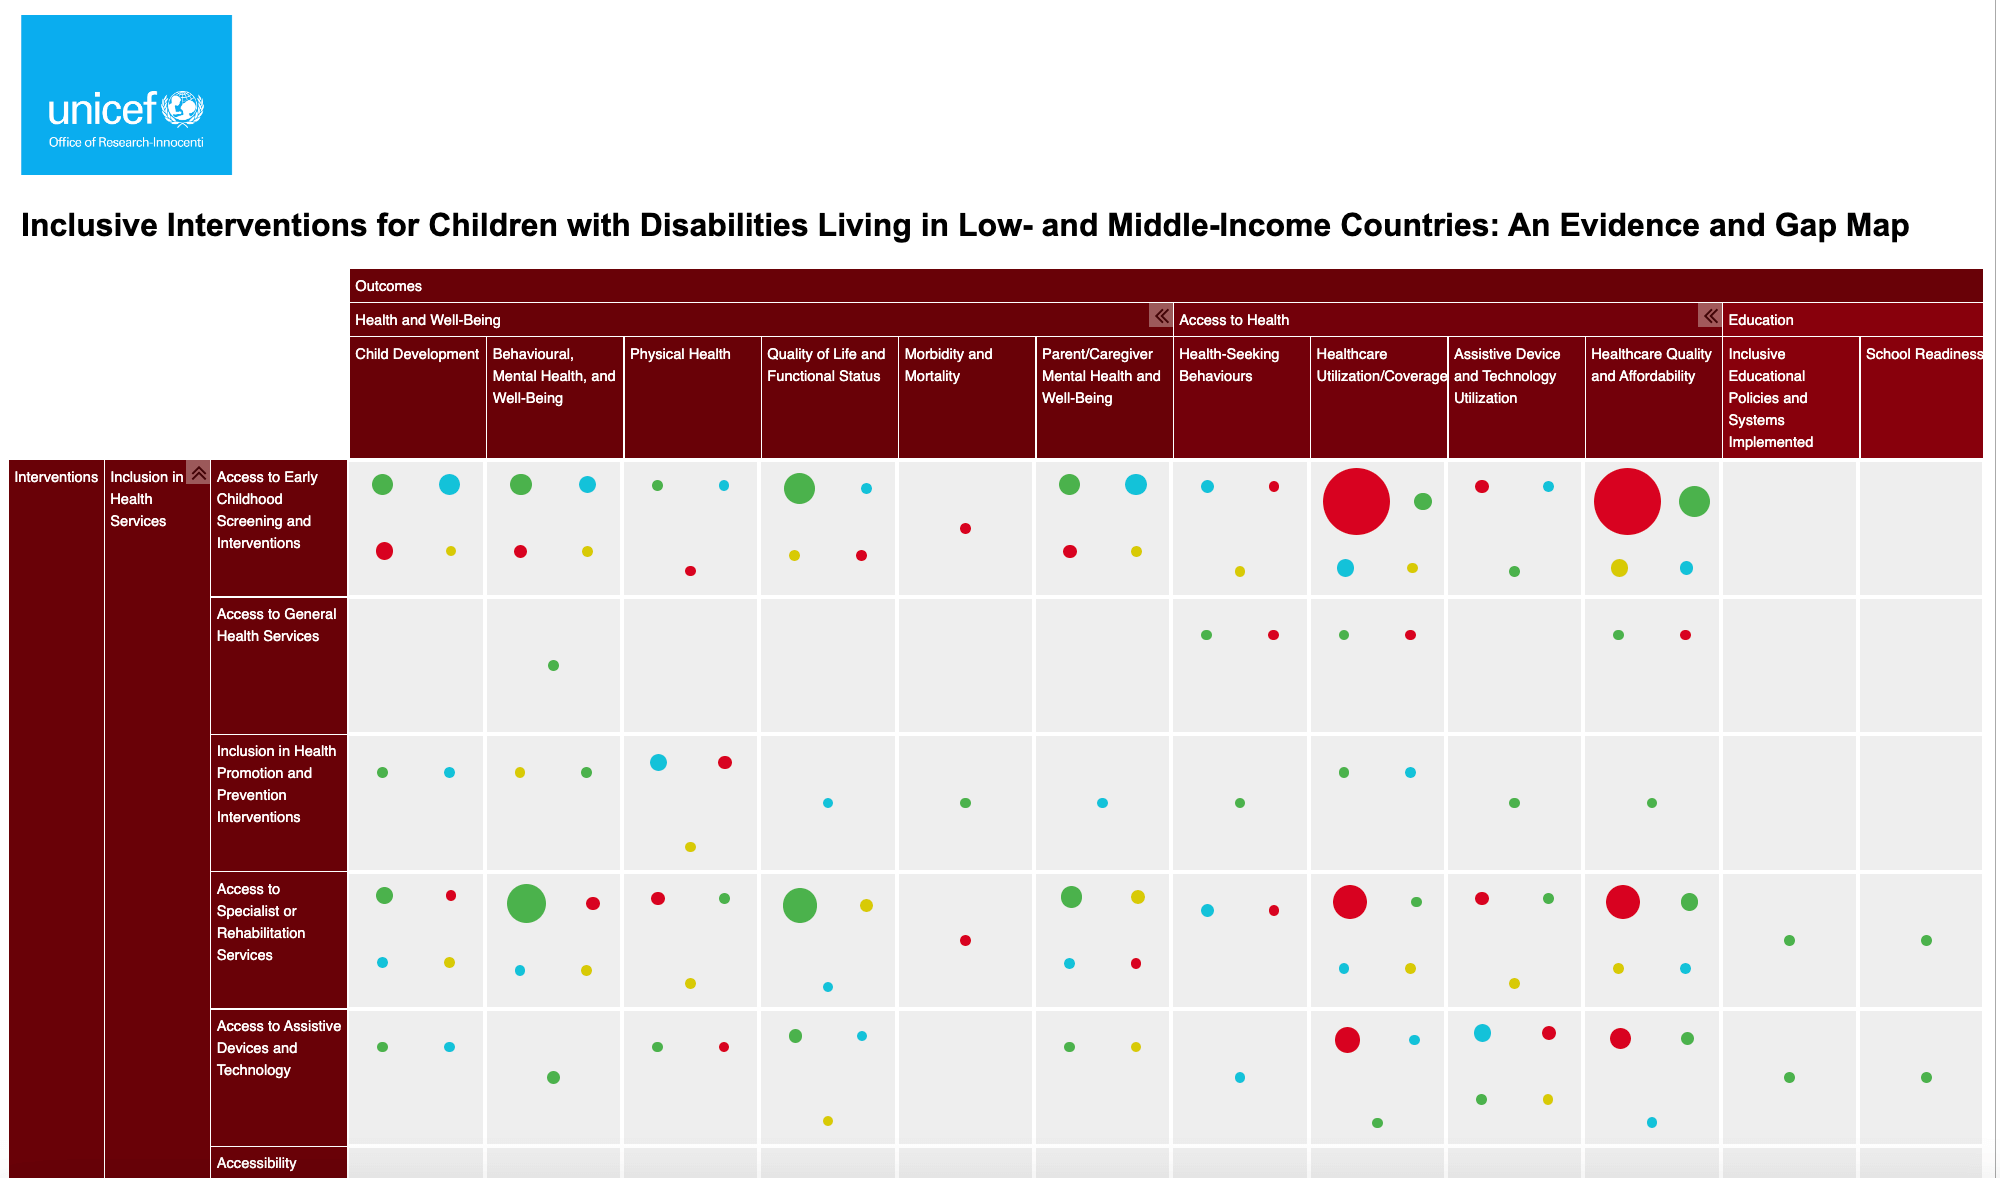 unicef
Office of Research-Innocenti
Inclusive Interventions for Children with Disabilities Living in Low- and Middle-Income Countries: An Evidence and Gap Map
Outcomes
Health and Well-Being
Access to Health
Education
Child Development
Behavioural,
Mental Health, and
Well-Being
Physical Health
Quality of Life and
Functional Status
Morbidity and
Mortality
Parent/Caregiver
Mental Health and
Well-Being
Health-Seeking
Behaviours
Healthcare
Utilization/Coverage
Assistive Device
and Technology
Utilization
Healthcare Quality
and Affordability
Inclusive
Educational
Policies and
Systems
Implemented
School Readiness
Interventions
Inclusion in
Health
Services
Access to Early
Childhood
Screening and
Interventions
Access to General
Health Services
Inclusion in Health
Promotion and
Prevention
Interventions
Access to
Specialist or
Rehabilitation
Services
Access to Assistive
Devices and
Technology
Accessibility